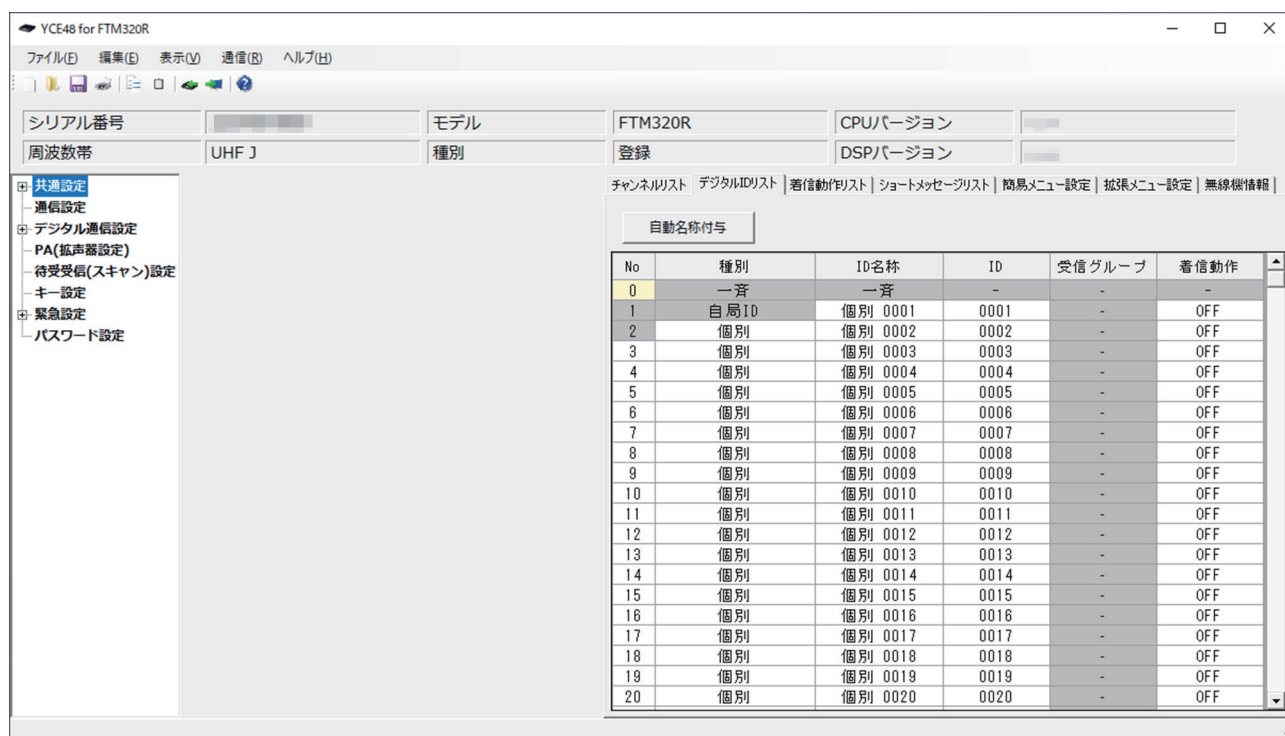 YCE48 for FTM320R
ファイル(F) 編集(E) 表示(V) 通信(R) ヘルプ(H)
シリアル番号 モデル FTM320R CPUバージョン
周波数帯 UHF J 種別 登録 DSPバージョン
共通設定
通信設定
デジタル通信設定
PA(拡声器設定)
待受受信(スキャン)設定
キー設定
緊急設定
パスワード設定
チャンネルリスト デジタルIDリスト 着信動作リスト ショートメッセージリスト 簡易メニュー設定 拡張メニュー設定 無線機情報
自動名称付与
No 種別 ID名称 ID 受信グループ 着信動作
0 一斉 一斉 - - -
1 自局ID 個別 0001 0001 - OFF
2 個別 個別 0002 0002 - OFF
3 個別 個別 0003 0003 - OFF
4 個別 個別 0004 0004 - OFF
5 個別 個別 0005 0005 - OFF
6 個別 個別 0006 0006 - OFF
7 個別 個別 0007 0007 - OFF
8 個別 個別 0008 0008 - OFF
9 個別 個別 0009 0009 - OFF
10 個別 個別 0010 0010 - OFF
11 個別 個別 0011 0011 - OFF
12 個別 個別 0012 0012 - OFF
13 個別 個別 0013 0013 - OFF
14 個別 個別 0014 0014 - OFF
15 個別 個別 0015 0015 - OFF
16 個別 個別 0016 0016 - OFF
17 個別 個別 0017 0017 - OFF
18 個別 個別 0018 0018 - OFF
19 個別 個別 0019 0019 - OFF
20 個別 個別 0020 0020 - OFF